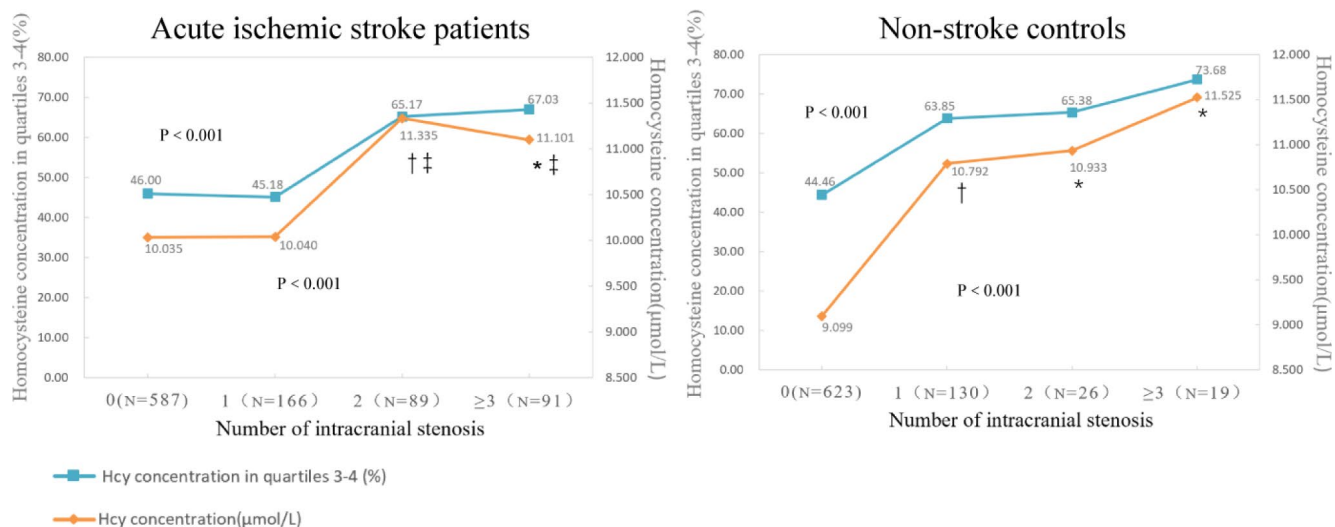 Acute ischemic stroke patients
Homocysteine concentration in quartiles 3-4(%)
80.00
70.00
60.00
50.00
40.00
30.00
20.00
10.00
0.00
P < 0.001
46.00
45.18
65.17
67.03
10.035
10.040
11.335
11.101
† ‡
* ‡
P < 0.001
12.000
11.500
11.000
10.500
10.000
9.500
9.000
8.500
Homocysteine concentration(μmol/L)
0(N=587)
1(N=166)
2(N=89)
≥3(N=91)
Number of intracranial stenosis
Non-stroke controls
Homocysteine concentration in quartiles 3-4(%)
80.00
70.00
60.00
50.00
40.00
30.00
20.00
10.00
0.00
P < 0.001
44.46
63.85
65.38
73.68
9.099
10.792
10.933
11.525
†
*
*
P < 0.001
12.000
11.500
11.000
10.500
10.000
9.500
9.000
8.500
Homocysteine concentration(μmol/L)
0(N=623)
1(N=130)
2(N=26)
≥3(N=19)
Number of intracranial stenosis
Hcy concentration in quartiles 3-4 (%)
Hcy concentration(μmol/L)